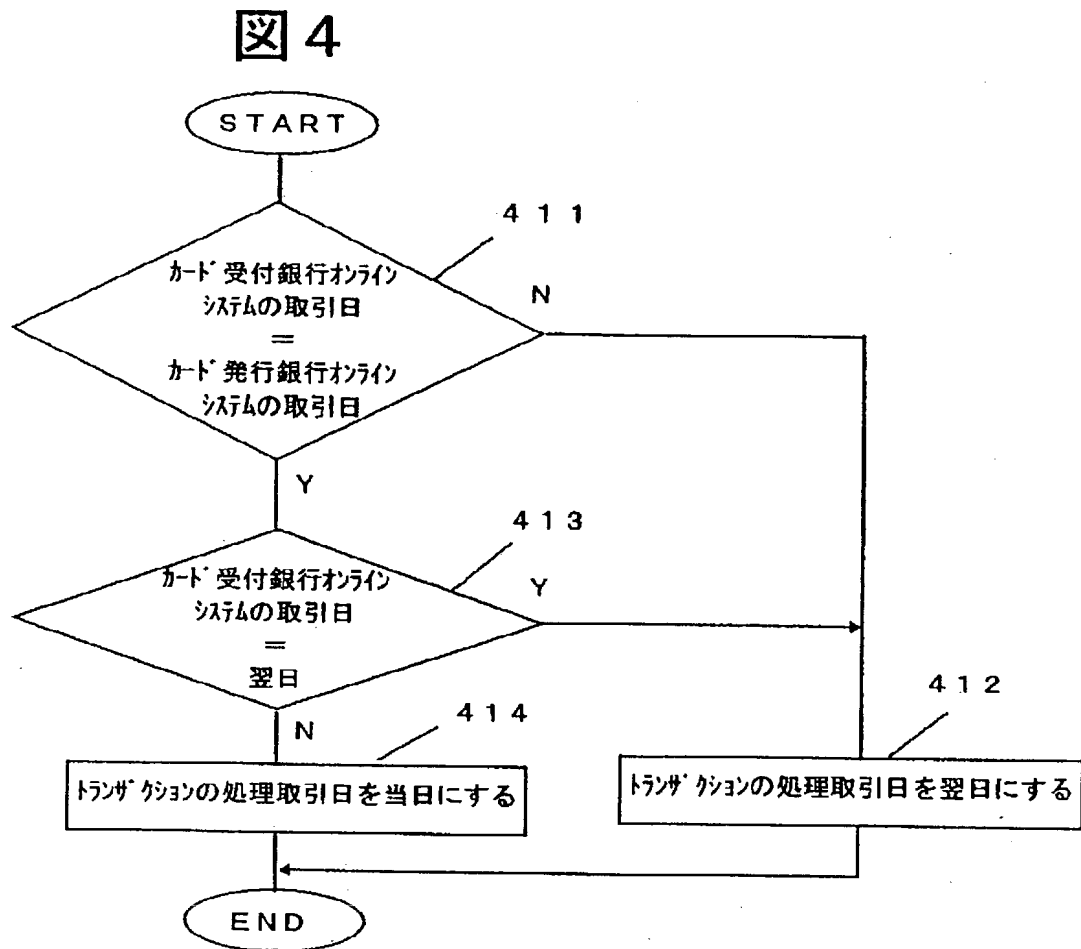 図4
START
411
ｶｰﾄﾞ受付銀行ｵﾝﾗｲﾝ
ｼｽﾃﾑの取引日
=
ｶｰﾄﾞ発行銀行ｵﾝﾗｲﾝ
ｼｽﾃﾑの取引日
N
Y
413
ｶｰﾄﾞ受付銀行ｵﾝﾗｲﾝ
ｼｽﾃﾑの取引日
=
翌日
Y
N
414
ﾄﾗﾝｻﾞｸｼｮﾝの処理取引日を当日にする
412
ﾄﾗﾝｻﾞｸｼｮﾝの処理取引日を翌日にする
END